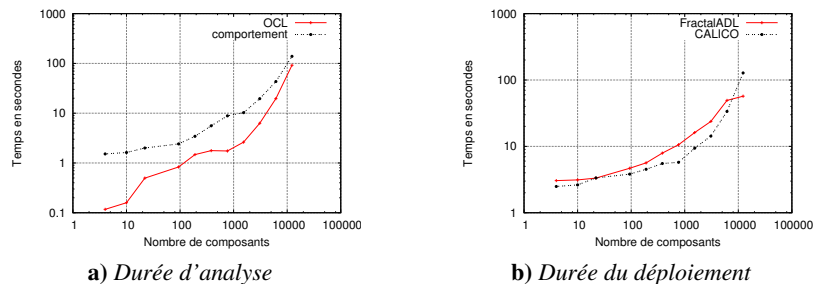 1000
100
10
1
0.1
1 10 100 1000 10000 100000
Temps en secondes
Nombre de composants
OCL
comportement
a) Durée d'analyse
1000
100
10
1
1 10 100 1000 10000 100000
Temps en secondes
Nombre de composants
FractalADL
CALICO
b) Durée du déploiement